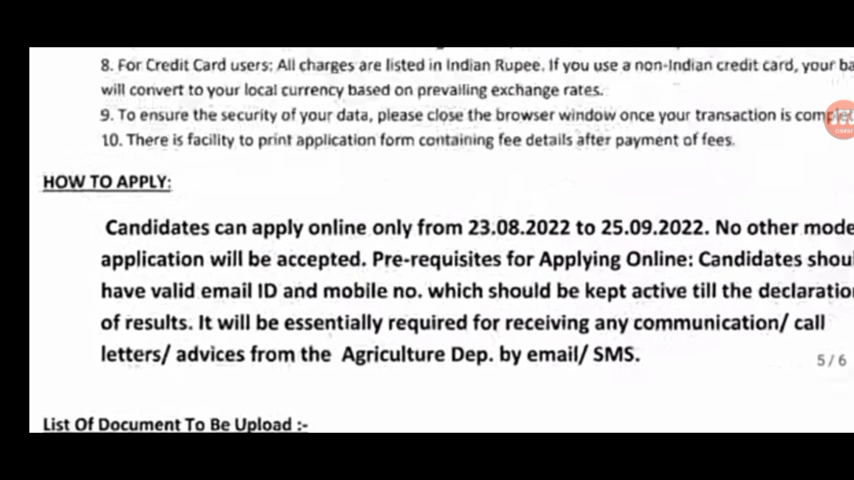 8. For Credit Card users: All charges are listed in Indian Rupee. If you use a non-Indian credit card, your
will convert to your local currency based on prevailing exchange rates.
9. To ensure the security of your data, please close the browser window once your transaction is
10. There is facility to print application form containing fee details after payment of fees.
HOW TO APPLY:
Candidates can apply online only from 23.08.2022 to 25.09.2022. No other mode
application will be accepted. Pre-requisites for Applying Online: Candidates
have valid email ID and mobile no. which should be kept active till the
of results. It will be essentially required for receiving any communication/ call
letters/ advices from the Agriculture Dep. by email/ SMS.
5/6
List Of Document To Be Upload :-